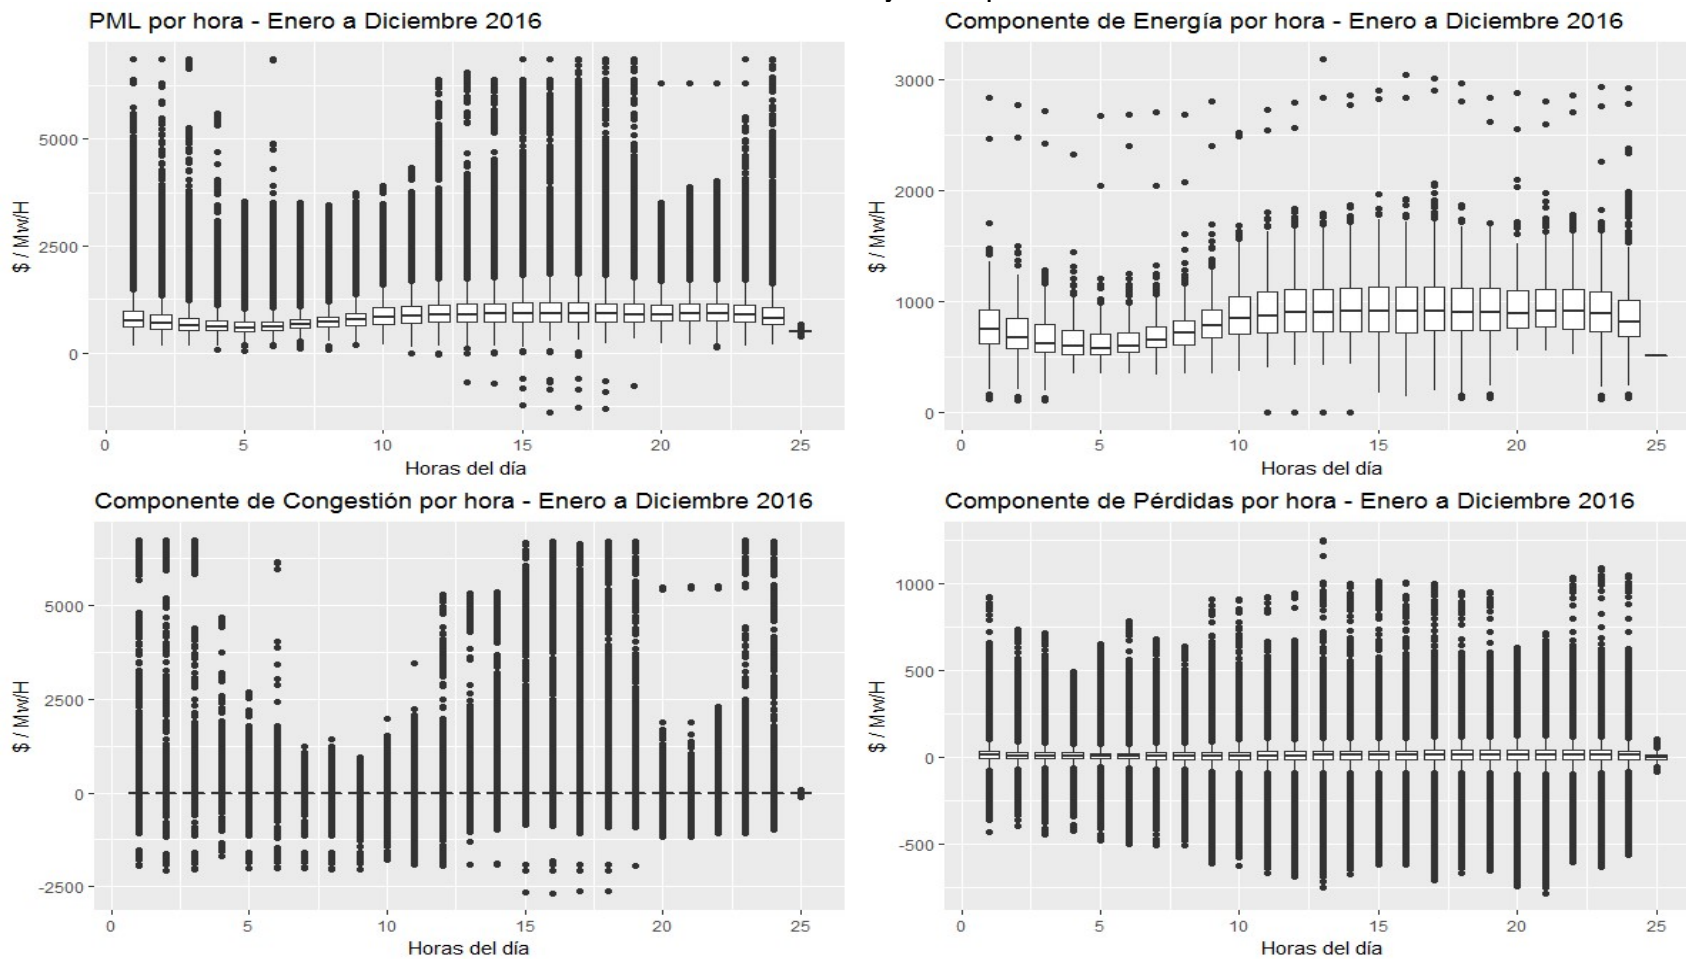 PML por hora - Enero a Diciembre 2016
$ / Mw/H
5000
2500
0
0 5 10 15 20 25
Horas del día
Componente de Energía por hora - Enero a Diciembre 2016
$ / Mw/H
3000
2000
1000
0
0 5 10 15 20 25
Horas del día
Componente de Congestión por hora - Enero a Diciembre 2016
$ / Mw/H
5000
2500
0
-2500
0 5 10 15 20 25
Horas del día
Componente de Pérdidas por hora - Enero a Diciembre 2016
$ / Mw/H
1000
500
0
-500
0 5 10 15 20 25
Horas del día